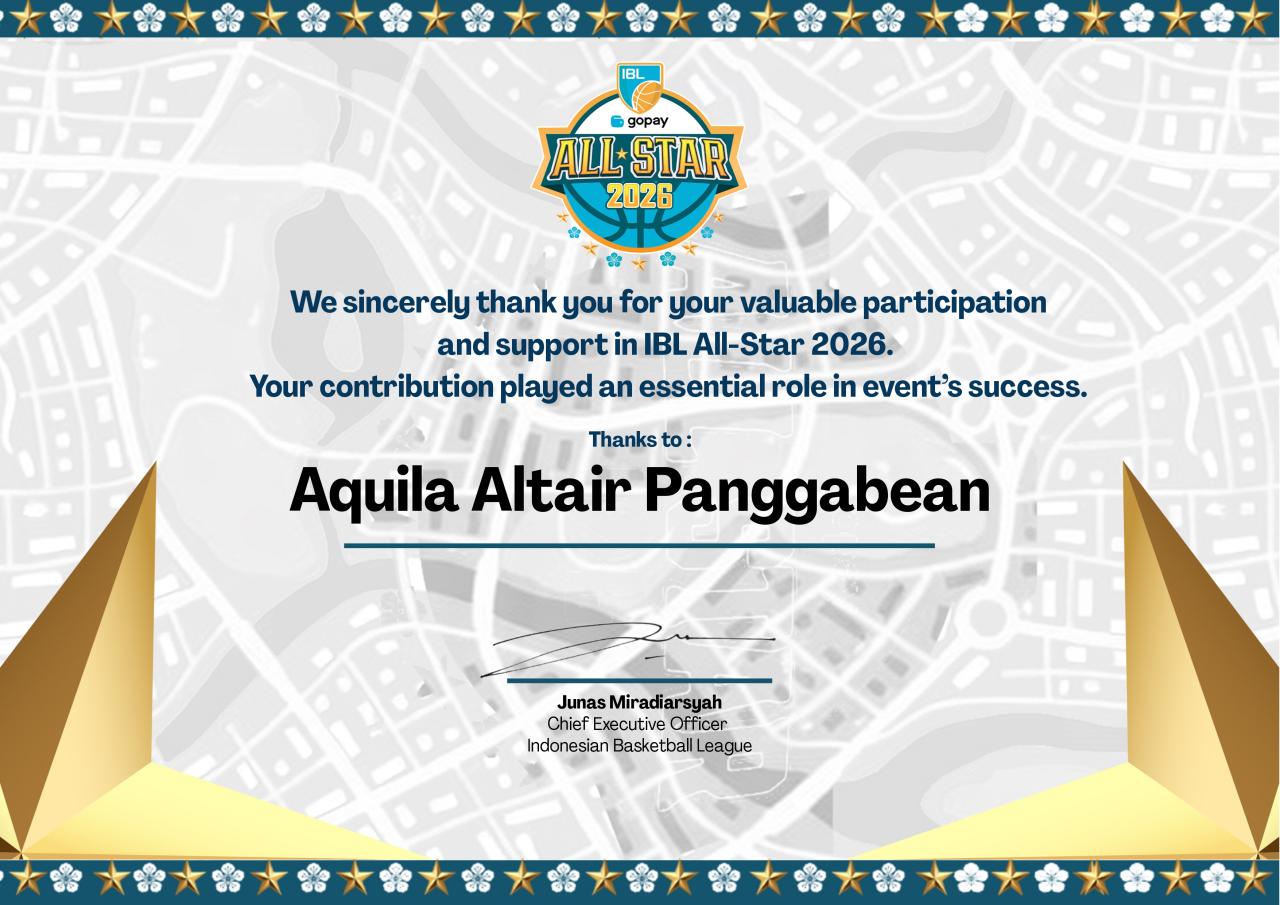 IBL
gopay
ALL STAR
2026
We sincerely thank you for your valuable participation
and support in IBL All-Star 2026.
Your contribution played an essential role in event's success.
Thanks to :
Aquila Altair Panggabean
Junas Miradiarsyah
Chief Executive Officer
Indonesian Basketball League